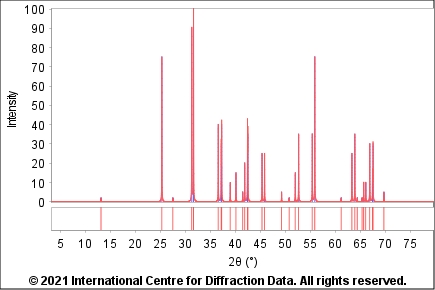 100
90
80
70
60
50
40
30
20
10
0
Intensity
5 10 15 20 25 30 35 40 45 50 55 60 65 70 75
2θ (°)
© 2021 International Centre for Diffraction Data. All rights reserved.